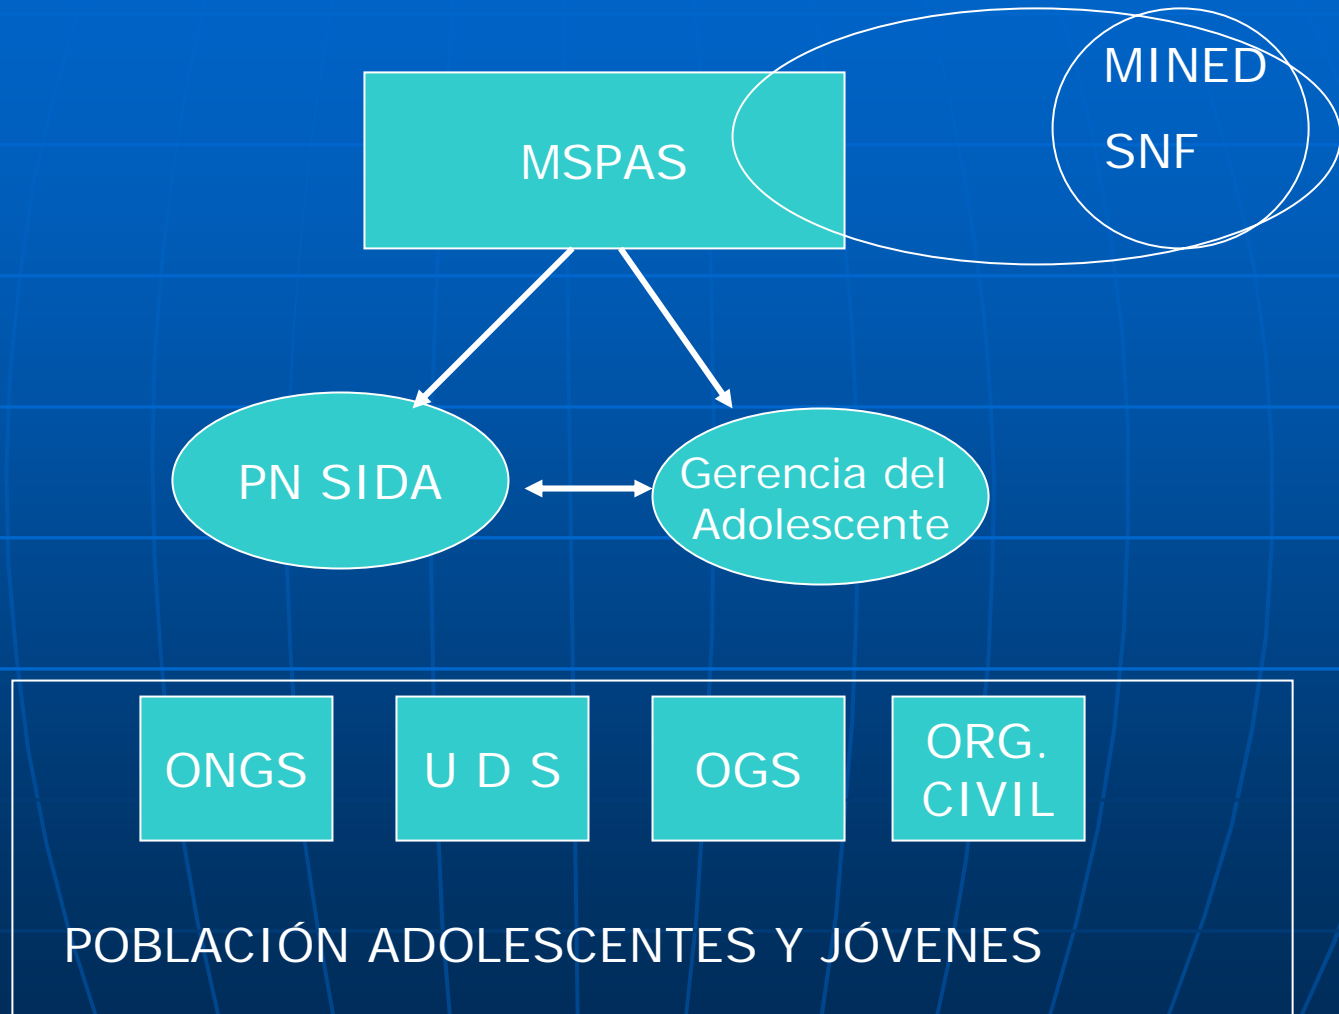 MINED
SNF
MSPAS
PN SIDA
Gerencia del
Adolescente
ONGS
U D S
OGS
ORG.
CIVIL
POBLACIÓN ADOLESCENTES Y JÓVENES